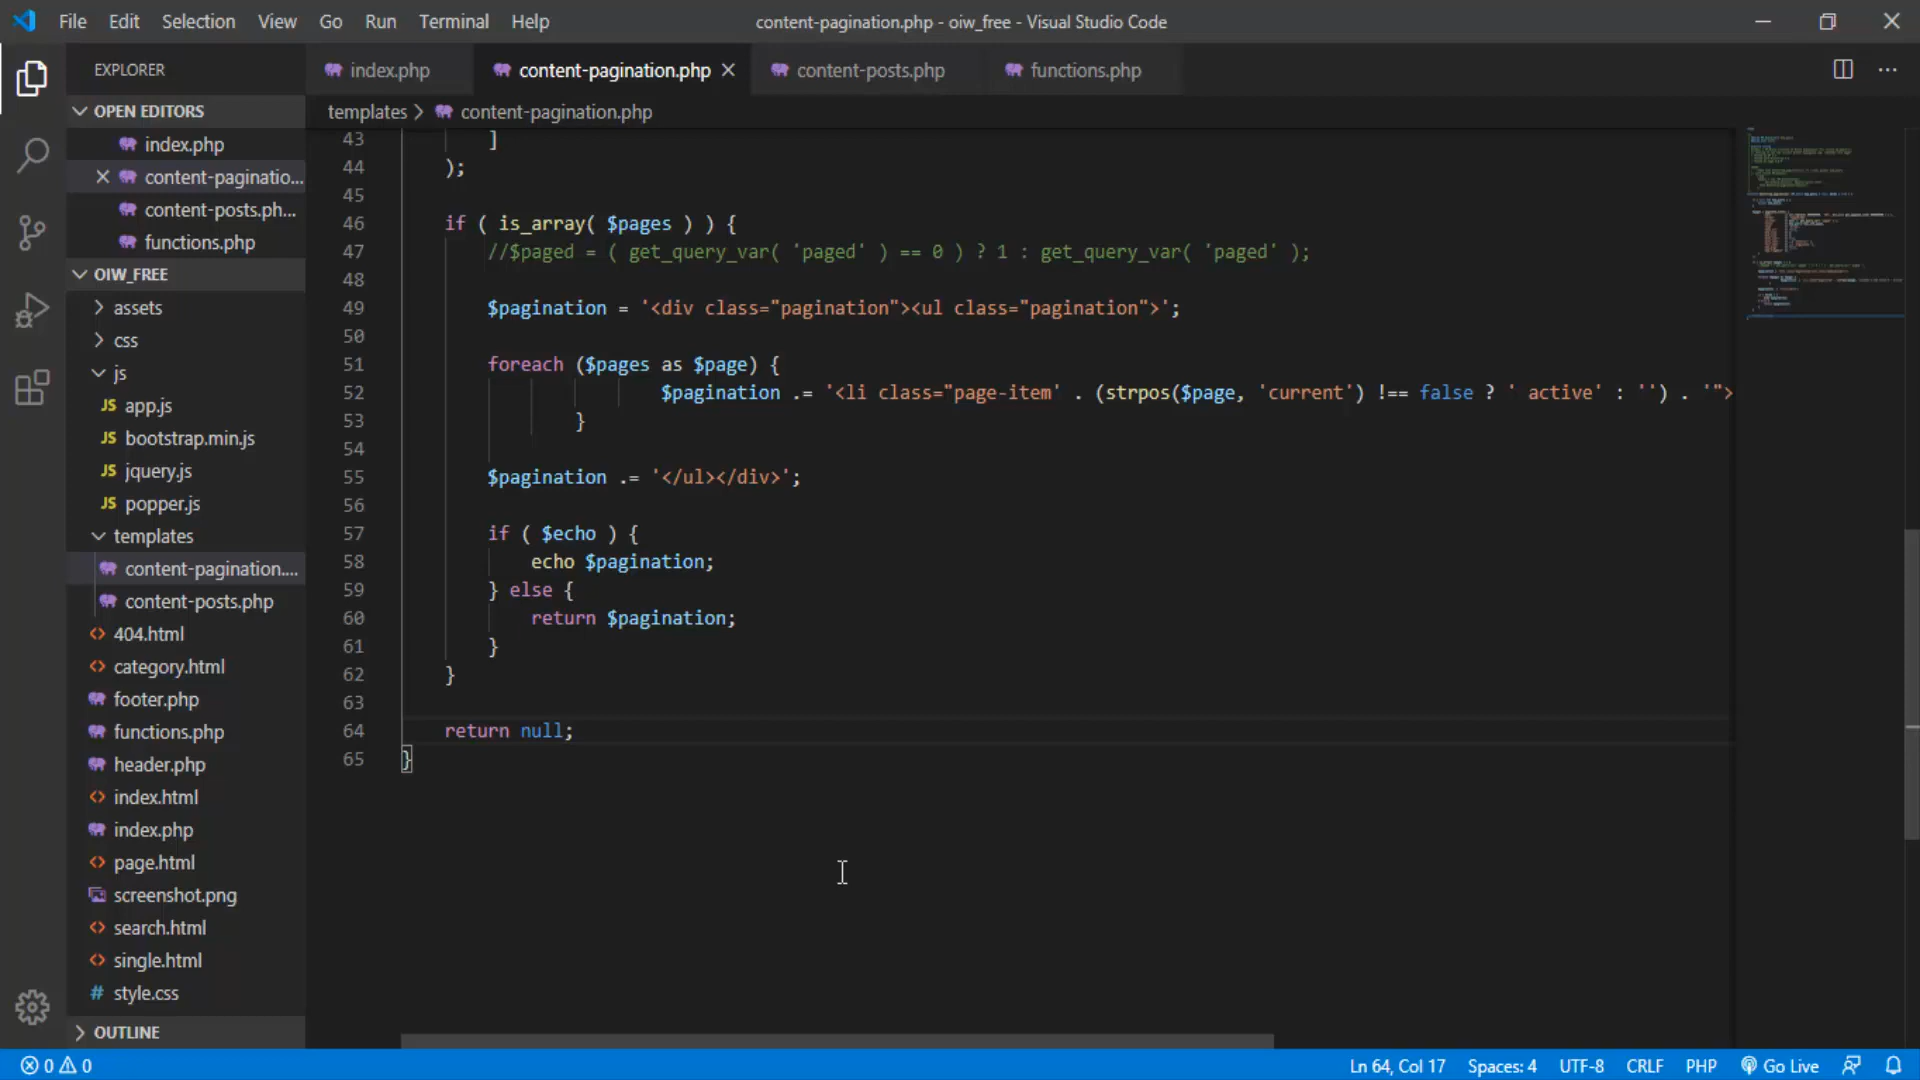 File Edit Selection View Go Run Terminal Help
content-pagination.php - oiw_free - Visual Studio Code
EXPLORER
OPEN EDITORS
index.php
content-paginatio...
content-posts.ph...
functions.php
OIW_FREE
assets
css
js
JS app.js
JS bootstrap.min.js
JS jquery.js
JS popper.js
templates
content-pagination....
content-posts.php
404.html
category.html
footer.php
functions.php
header.php
index.html
index.php
page.html
screenshot.png
search.html
single.html
# style.css
OUTLINE
index.php content-pagination.php content-posts.php functions.php
templates > content-pagination.php
43 ]
44 );
45
46 if ( is_array( $pages ) ) {
47 //$paged = ( get_query_var( 'paged' ) == 0 ) ? 1 : get_query_var( 'paged' );
48
49 $pagination = '<div class="pagination"><ul class="pagination">';
50
51 foreach ($pages as $page) {
52 $pagination .= '<li class="page-item' . (strpos($page, 'current') !== false ? ' active' : '') . '">
53 }
54
55 $pagination .= '</ul></div>';
56
57 if ( $echo ) {
58 echo $pagination;
59 } else {
60 return $pagination;
61 }
62 }
63
64 return null;
65 }
0 0 Ln 64, Col 17 Spaces: 4 UTF-8 CRLF PHP Go Live